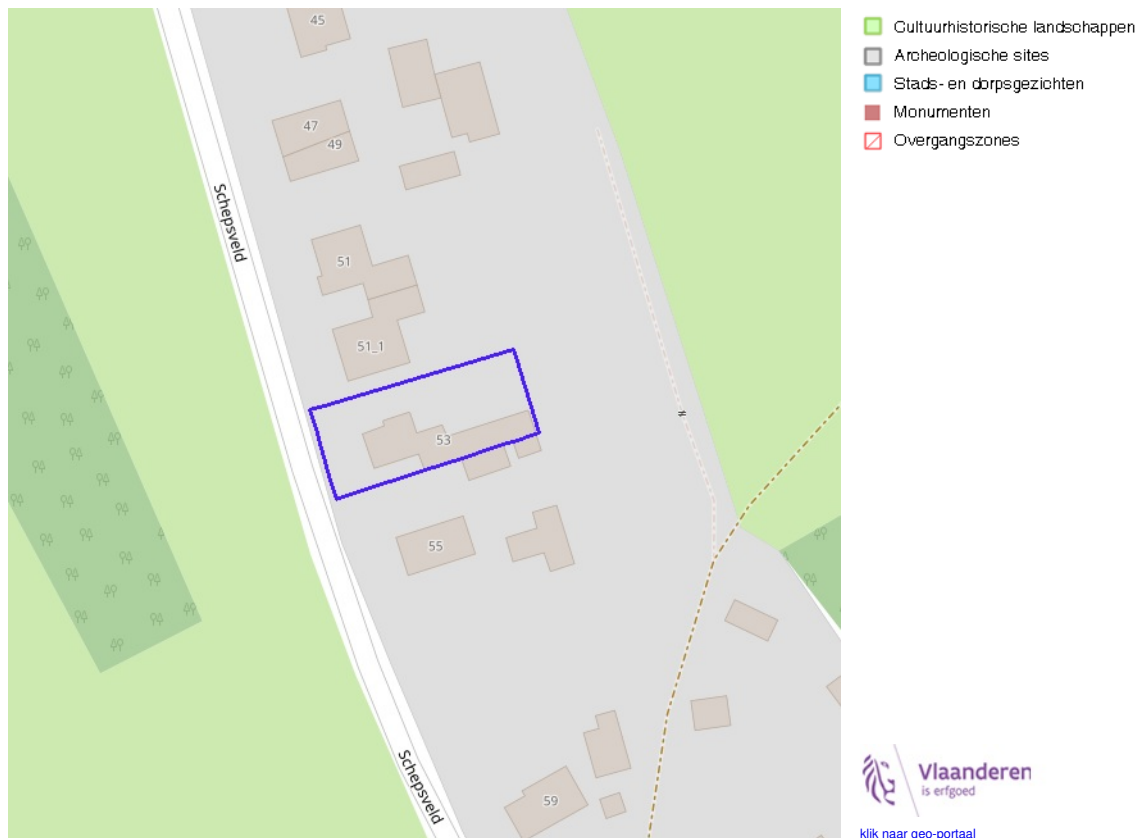 45
47
49
Schepsveld
51
51_1
53
55
59
Schepsveld
Cultuurhistorische landschappen
Archeologische sites
Stads- en dorpsgezichten
Monumenten
Overgangszones
Vlaanderen
is erfgoed
klik naar geo-portaal